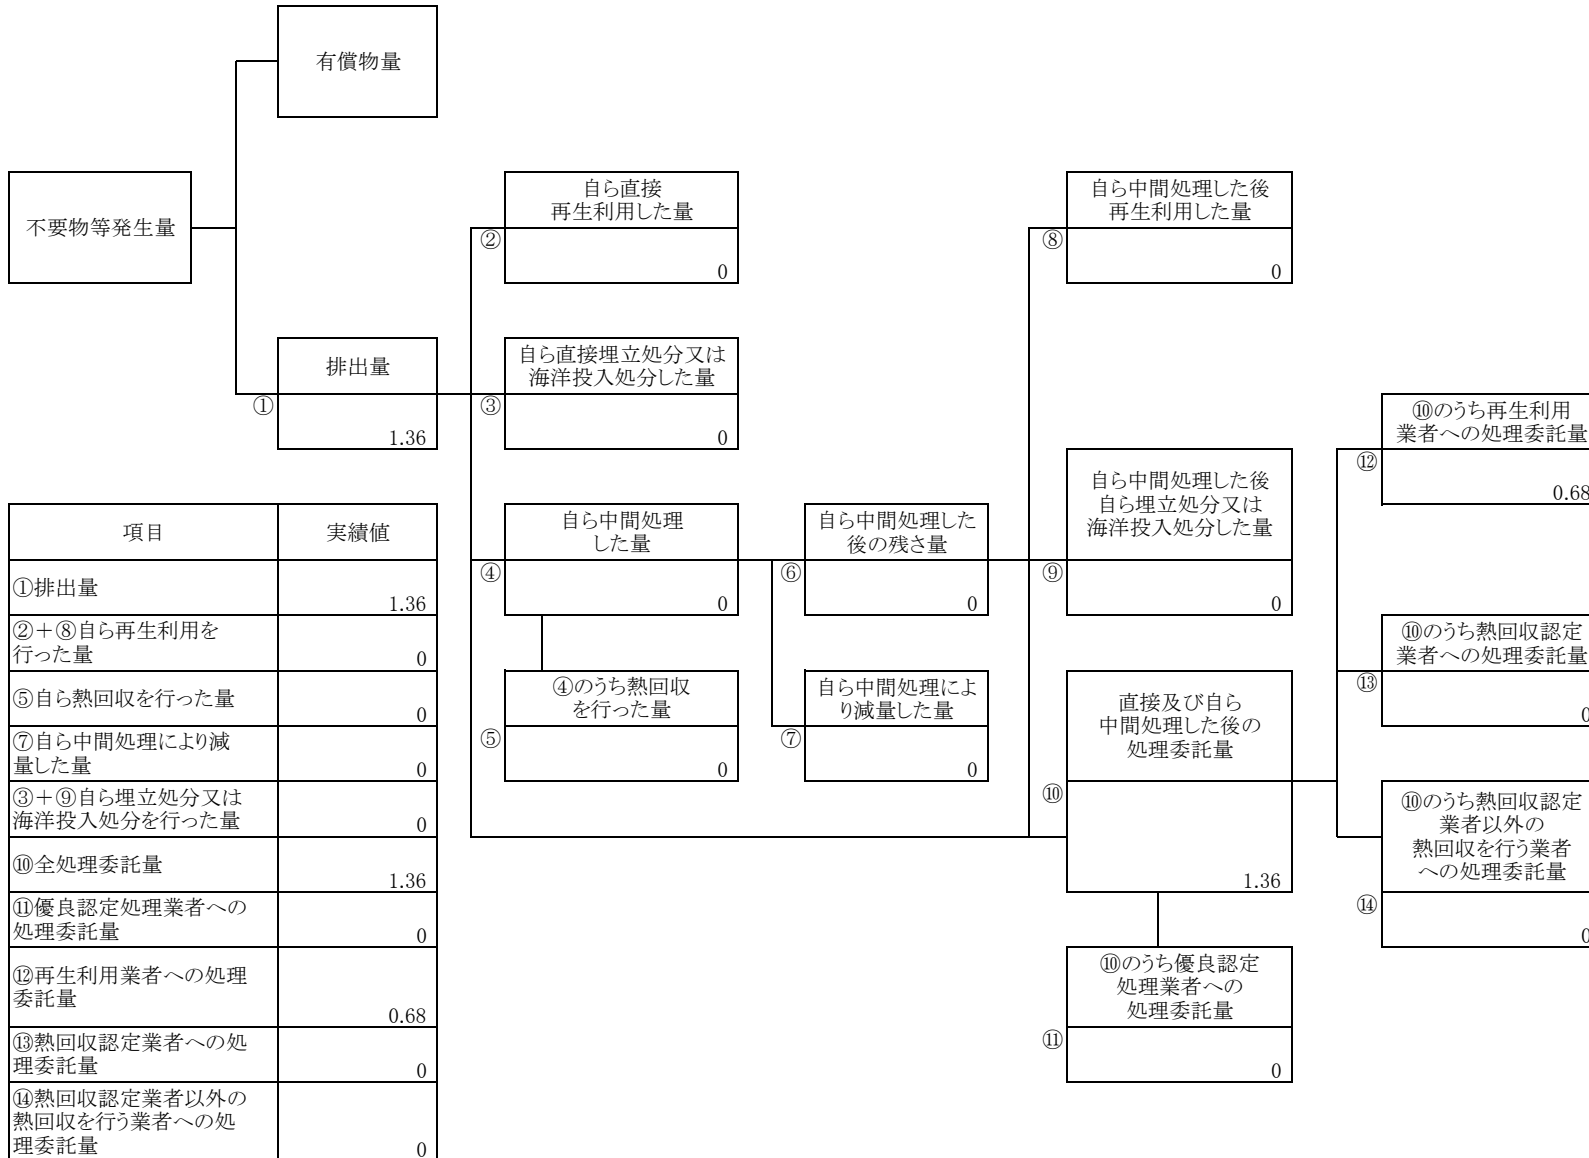 有償物量
不要物等発生量
自ら直接
再生利用した量
②
0
自ら中間処理した後
再生利用した量
⑧
0
排出量
①
1.36
自ら直接埋立処分又は
海洋投入処分した量
③
0
⑩のうち再生利用
業者への処理委託量
⑫
0.68
自ら中間処理
した量
④
0
自ら中間処理した
後の残さ量
⑥
0
自ら中間処理した後
自ら埋立処分又は
海洋投入処分した量
⑨
0
⑩のうち熱回収認定
業者への処理委託量
⑬
0
④のうち熱回収
を行った量
⑤
0
自ら中間処理によ
り減量した量
⑦
0
直接及び自ら
中間処理した後の
処理委託量
⑩
1.36
⑩のうち熱回収認定
業者以外の
熱回収を行う業者
への処理委託量
⑭
0
⑩のうち優良認定
処理業者への
処理委託量
⑪
0
項目 実績値
①排出量
1.36
②+⑧自ら再生利用を
行った量
0
⑤自ら熱回収を行った量
0
⑦自ら中間処理により減
量した量
0
③+⑨自ら埋立処分又は
海洋投入処分を行った量
0
⑩全処理委託量
1.36
⑪優良認定処理業者への
処理委託量
0
⑫再生利用業者への処理
委託量
0.68
⑬熱回収認定業者への処
理委託量
0
⑭熱回収認定業者以外の
熱回収を行う業者への処
理委託量
0